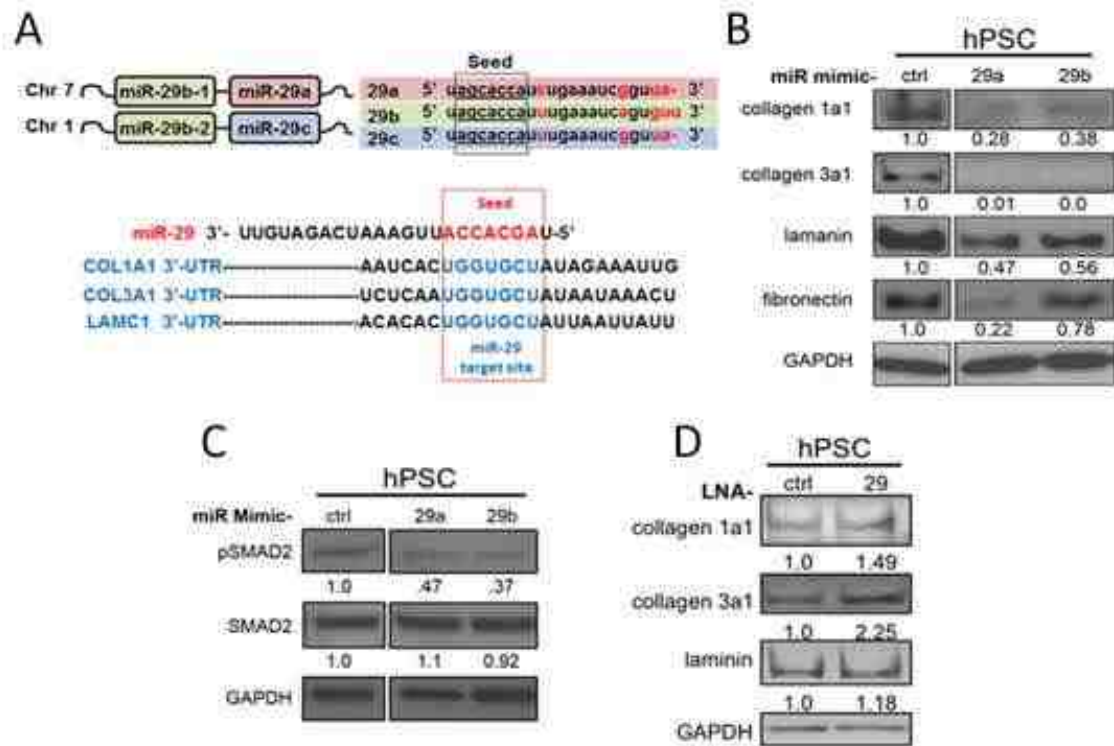 A
Seed
Chr 7 miR-29b-1 miR-29a 29a 5' uagcaccaucugaaaucgguua- 3'
29b 5' uagcaccauuugaaaucaguguu 3'
Chr 1 miR-29b-2 miR-29c 29c 5' uagcaccauuugaaaucgguua- 3'
Seed
miR-29 3'- UUGUAGACUAAAGUUACCACGAU-5'
COL1A1 3'-UTR AAUCACUGGUGCUAUAGAAAUUG
COL3A1 3'-UTR UCUCAAUGGUGCUAUAAUAAACU
LAMC1 3'-UTR ACACACUGGUGCUAUUAAUUAUU
miR-29
target site
B
hPSC
miR mimic- ctrl 29a 29b
collagen 1a1
1.0 0.28 0.38
collagen 3a1
1.0 0.01 0.0
lamanin
1.0 0.47 0.56
fibronectin
1.0 0.22 0.78
GAPDH
C
hPSC
miR Mimic- ctrl 29a 29b
pSMAD2
1.0 .47 .37
SMAD2
1.0 1.1 0.92
GAPDH
D
hPSC
LNA- ctrl 29
collagen 1a1
1.0 1.49
collagen 3a1
1.0 2.25
laminin
1.0 1.18
GAPDH